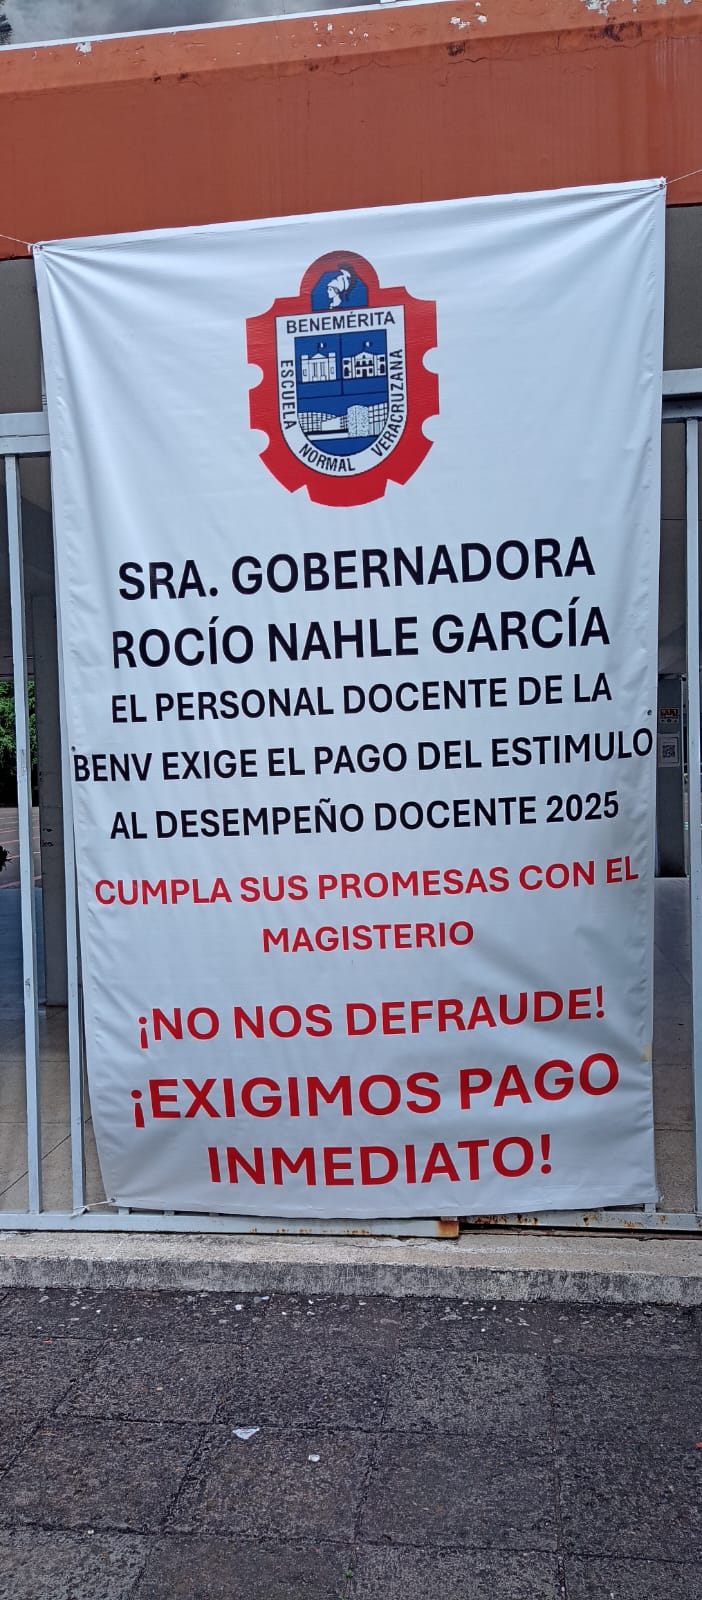 BENEMÉRITA
ESCUELA NORMAL VERACRUZANA
SRA. GOBERNADORA
ROCÍO NAHLE GARCÍA
EL PERSONAL DOCENTE DE LA
BENV EXIGE EL PAGO DEL ESTIMULO
AL DESEMPEÑO DOCENTE 2025
CUMPLA SUS PROMESAS CON EL
MAGISTERIO
¡NO NOS DEFRAUDE!
¡EXIGIMOS PAGO
INMEDIATO!